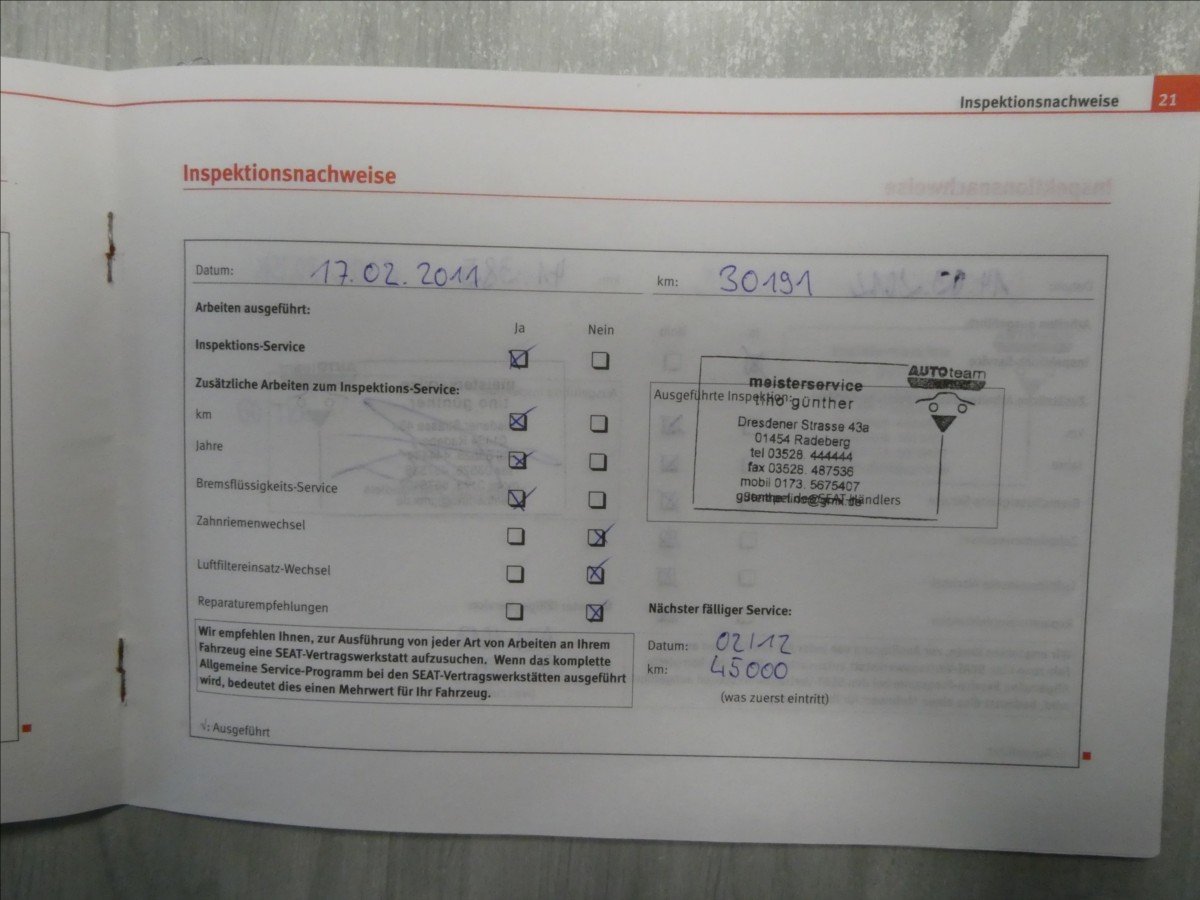 Inspektionsnachweise 21
Inspektionsnachweise
Datum: 17.02.2011 km: 30191
Arbeiten ausgeführt:
Ja Nein
Inspektions-Service
Zusätzliche Arbeiten zum Inspektions-Service:
km
Jahre
Bremsflüssigkeits-Service
Zahnriemenwechsel
Luftfiltereinsatz-Wechsel
Reparaturempfehlungen
Wir empfehlen Ihnen, zur Ausführung von jeder Art von Arbeiten an Ihrem
Fahrzeug eine SEAT-Vertragswerkstatt aufzusuchen. Wenn das komplette
Allgemeine Service-Programm bei den SEAT-Vertragswerkstätten ausgeführt
wird, bedeutet dies einen Mehrwert für Ihr Fahrzeug.
√: Ausgeführt
AUTOteam
meisterservice
Ausgeführte Inspektion:
tino günther
Dresdener Strasse 43a
01454 Radeberg
tel 03528. 444444
fax 03528. 487536
mobil 0173. 5675407
SEAT-Händlers
Nächster fälliger Service:
Datum: 02/12
km: 45000
(was zuerst eintritt)